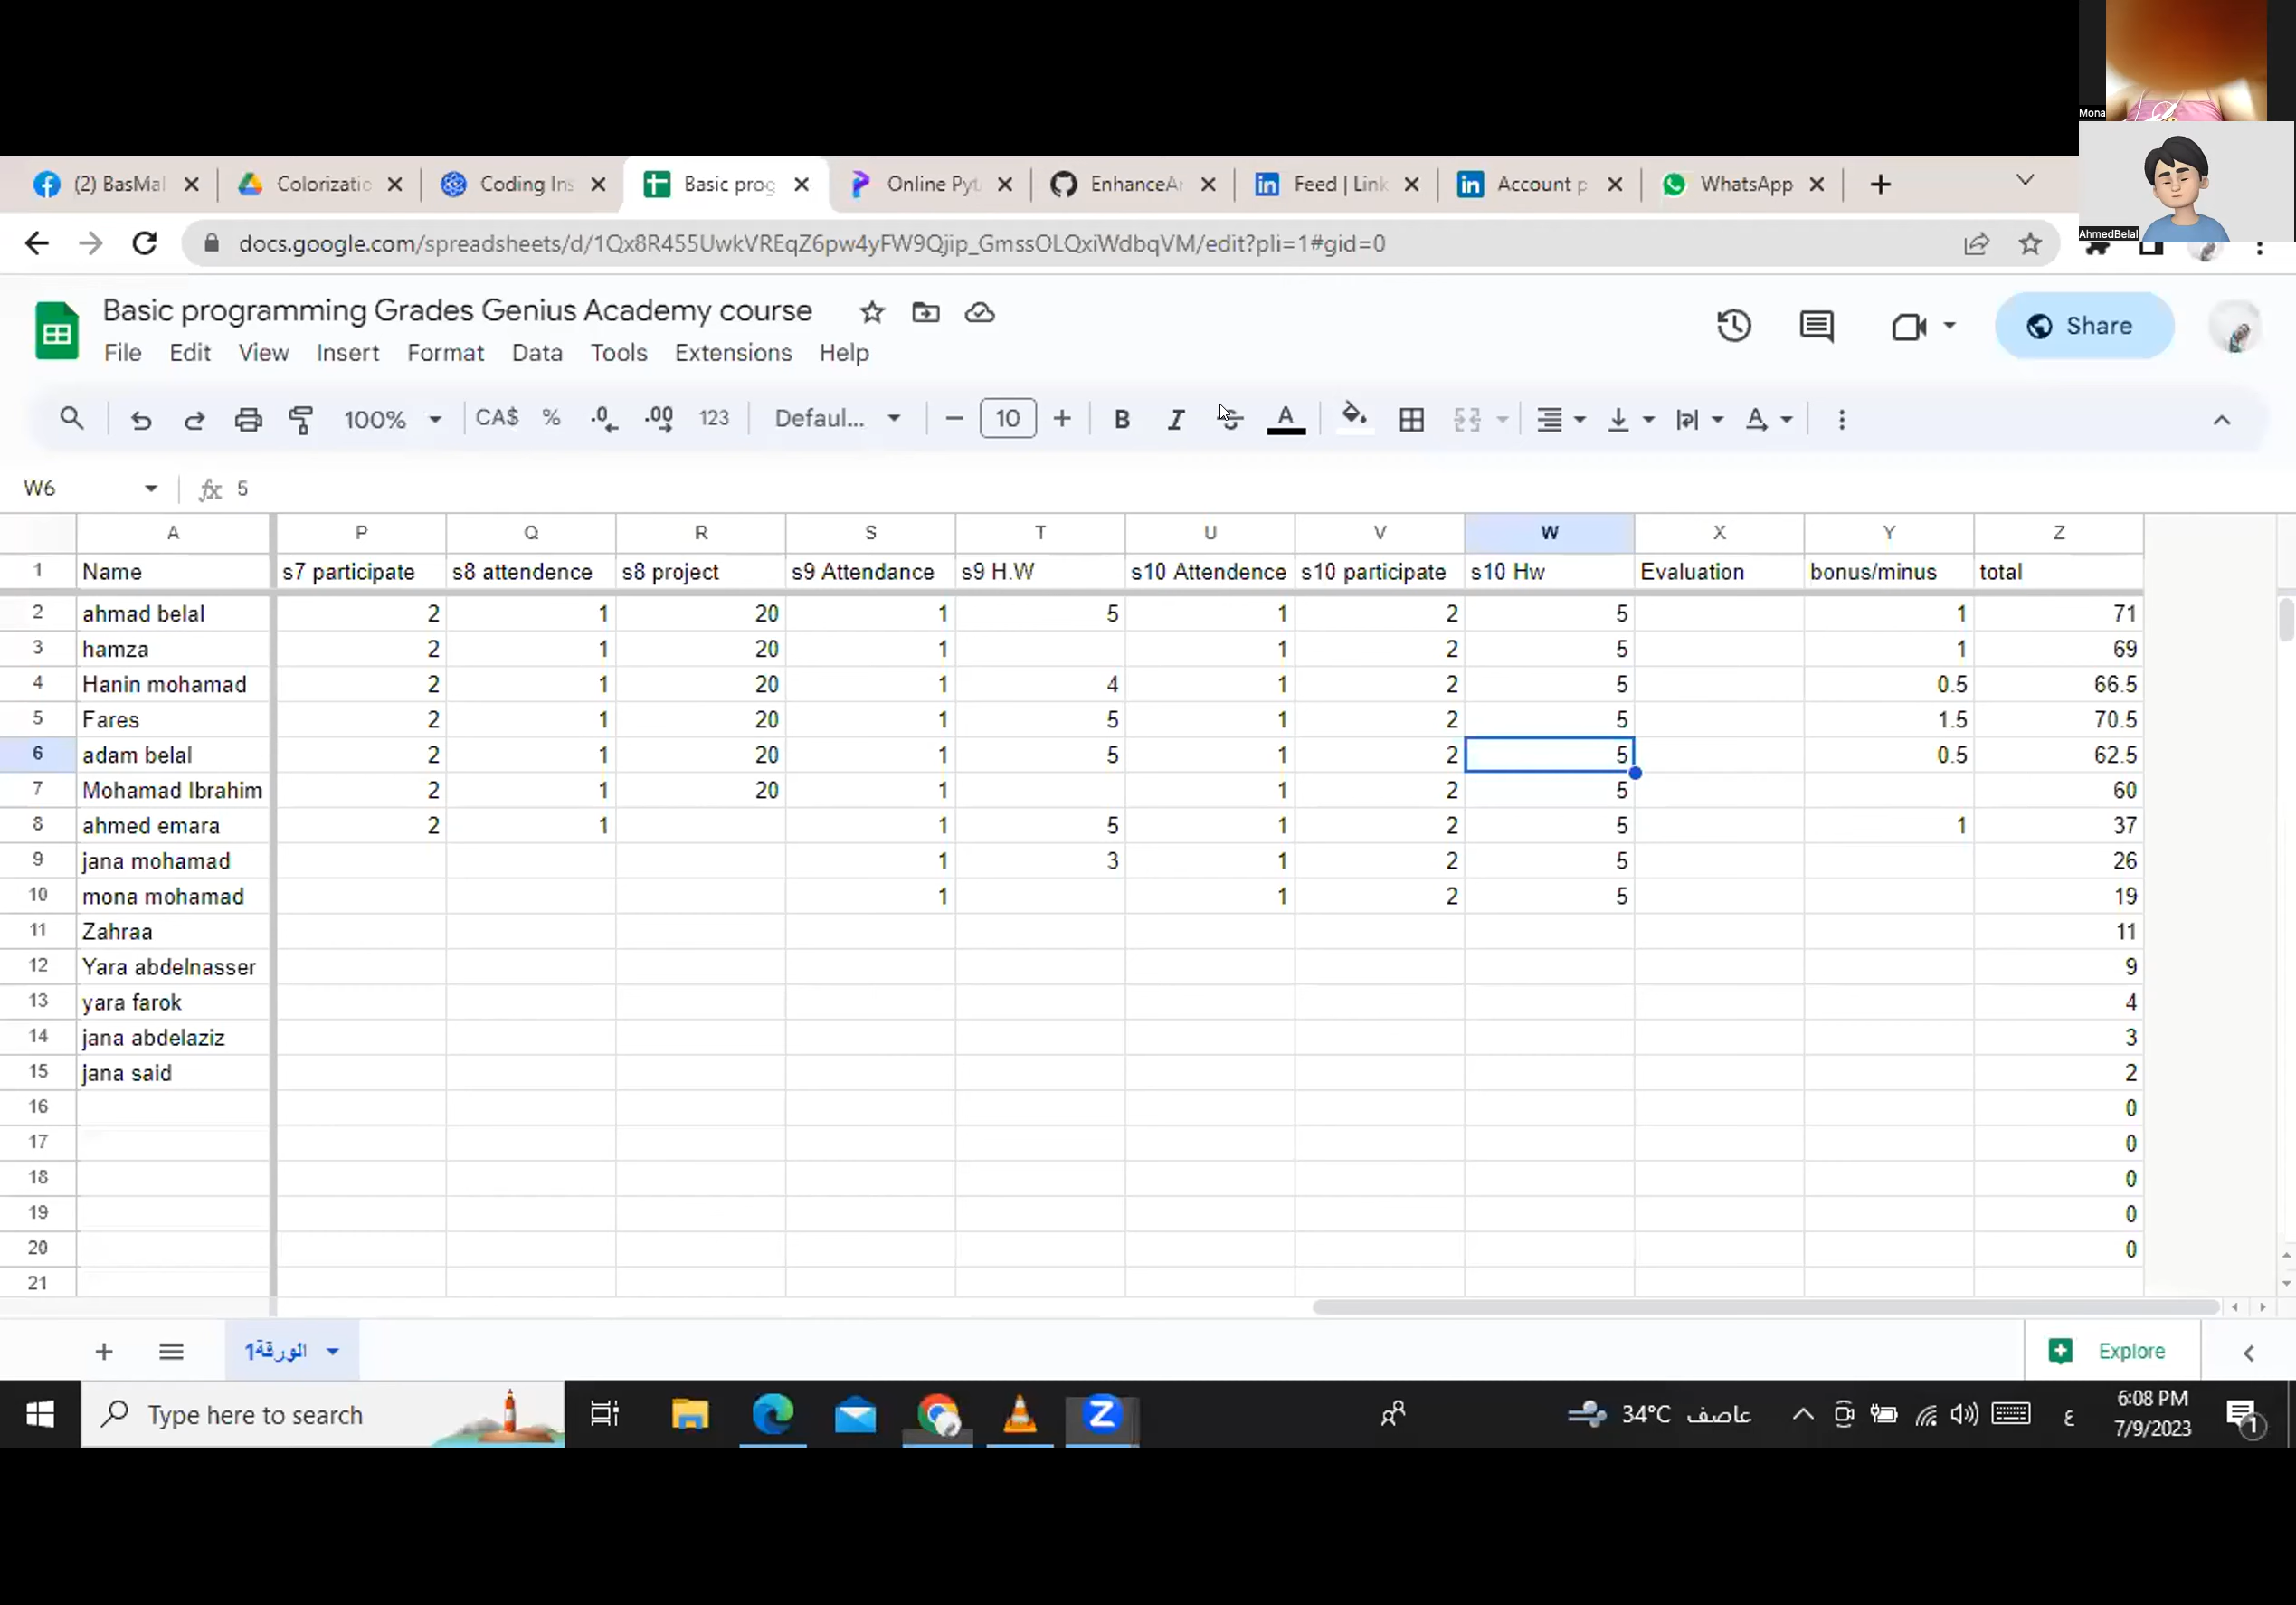 Mona
AhmedBelal
(2) BasMal
Colorizatic
Coding Ins
Basic prog
Online Pyt
EnhanceAr
Feed | Link
Account p
WhatsApp
docs.google.com/spreadsheets/d/1Qx8R455UwkVREqZ6pw4yFW9Qjip_GmssOLQxiWdbqVM/edit?pli=1#gid=0
Basic programming Grades Genius Academy course
File Edit View Insert Format Data Tools Extensions Help
Share
100% CA$ % .0 .00 123 Defaul... 10 B I A
W6 fx 5
A P Q R S T U V W X Y Z
1 Name s7 participate s8 attendence s8 project s9 Attendance s9 H.W s10 Attendence s10 participate s10 Hw Evaluation bonus/minus total
2 ahmad belal 2 1 20 1 5 1 2 5 1 71
3 hamza 2 1 20 1 1 2 5 1 69
4 Hanin mohamad 2 1 20 1 4 1 2 5 0.5 66.5
5 Fares 2 1 20 1 5 1 2 5 1.5 70.5
6 adam belal 2 1 20 1 5 1 2 5 0.5 62.5
7 Mohamad Ibrahim 2 1 20 1 1 2 5 60
8 ahmed emara 2 1 1 5 1 2 5 1 37
9 jana mohamad 1 3 1 2 5 26
10 mona mohamad 1 1 2 5 19
11 Zahraa 11
12 Yara abdelnasser 9
13 yara farok 4
14 jana abdelaziz 3
15 jana said 2
16 0
17 0
18 0
19 0
20 0
21
الورقة1
Explore
Type here to search
34°C عاصف
ع
6:08 PM
7/9/2023
1